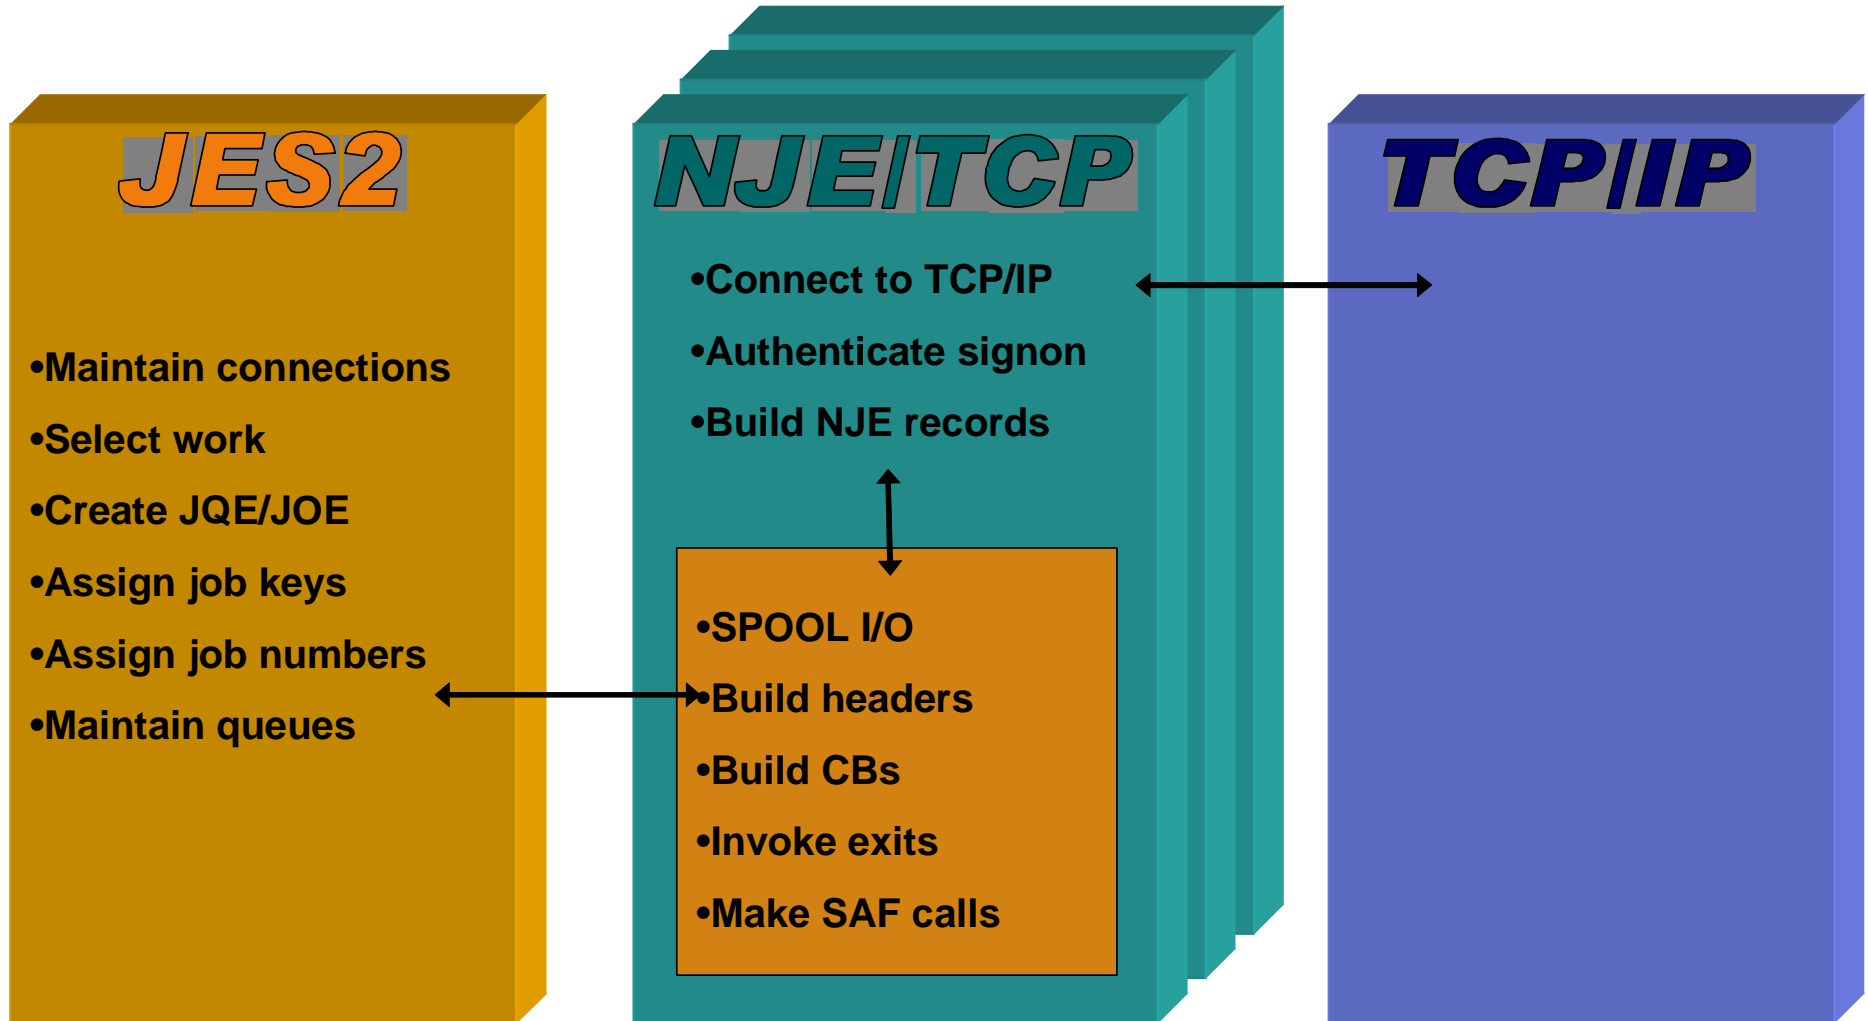 JES2
•Maintain connections
•Select work
•Create JQE/JOE
•Assign job keys
•Assign job numbers
•Maintain queues
NJE/TCP
•Connect to TCP/IP
•Authenticate signon
•Build NJE records
•SPOOL I/O
•Build headers
•Build CBs
•Invoke exits
•Make SAF calls
TCP/IP